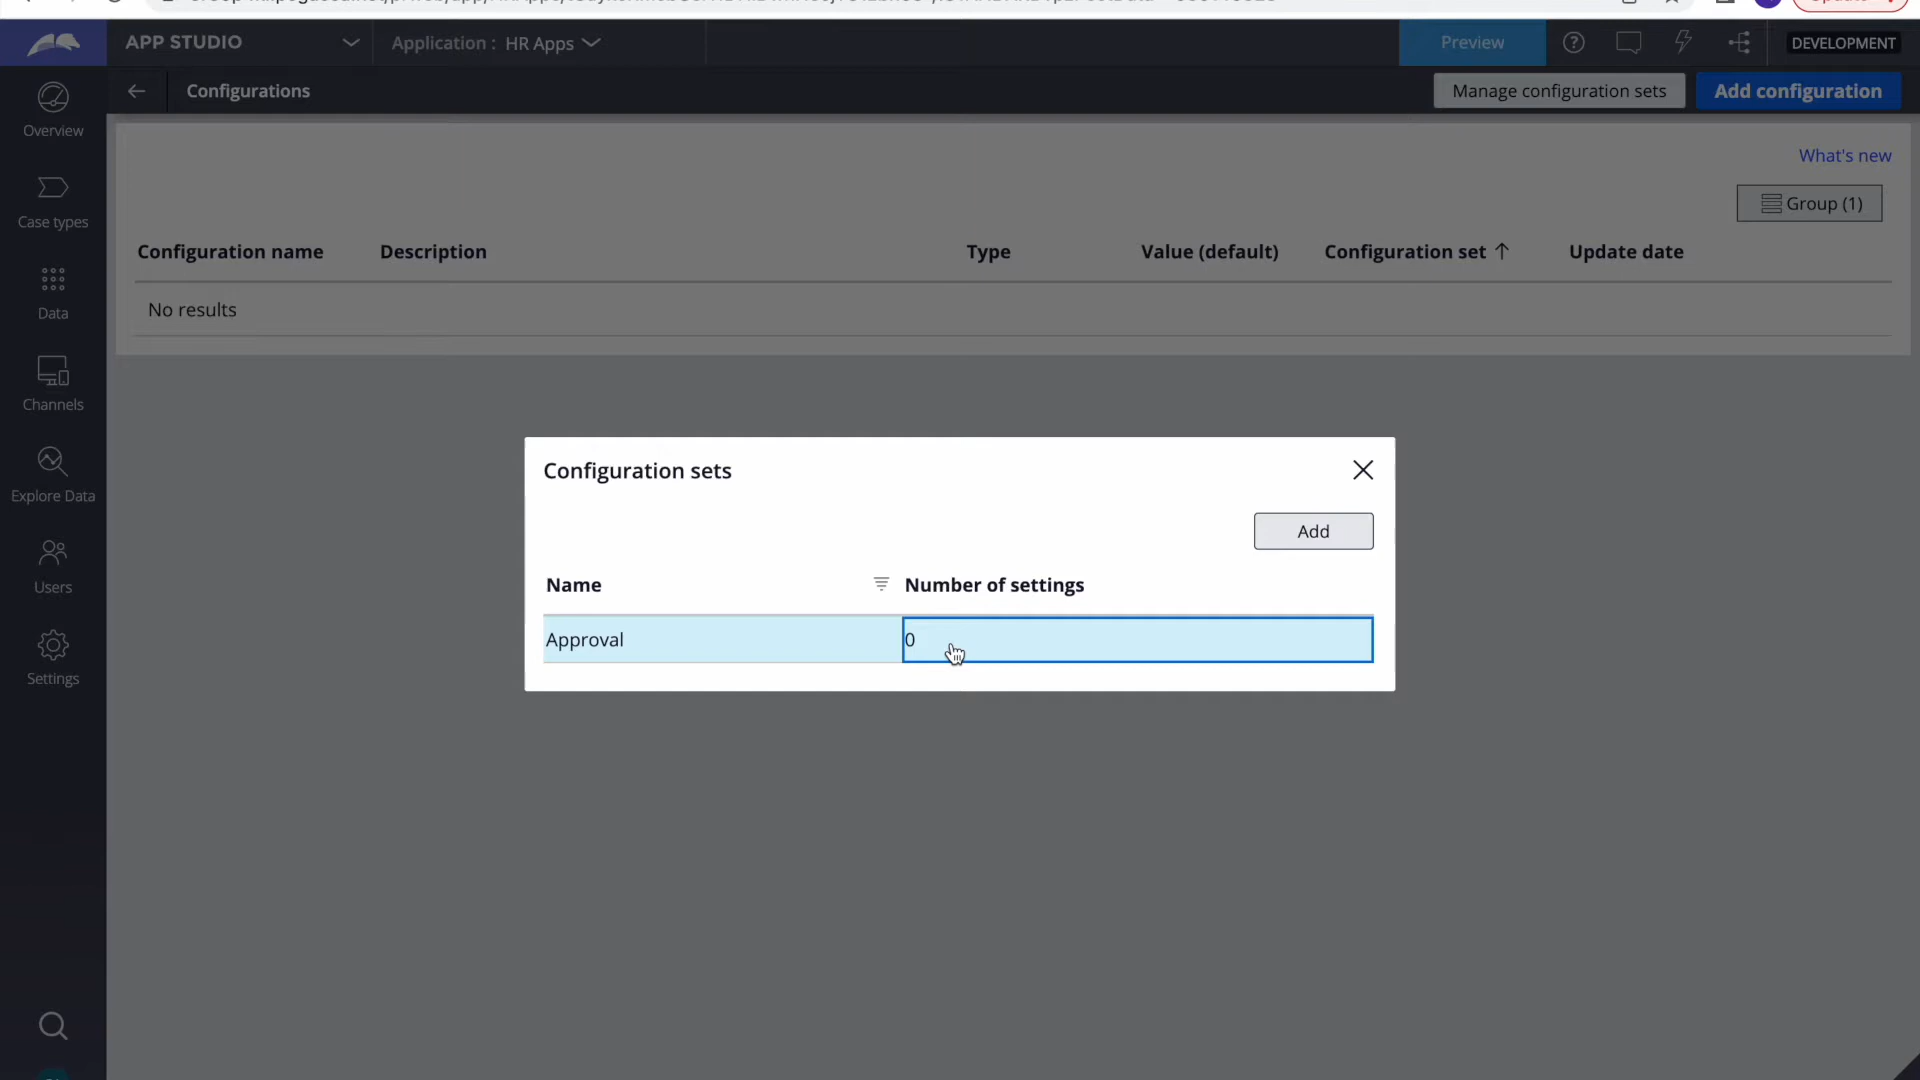 APP STUDIO
Application : HR Apps
Preview
DEVELOPMENT
Configurations
Manage configuration sets
Add configuration
Overview
Case types
Data
Channels
Explore Data
Users
Settings
What's new
Group (1)
Configuration name
Description
Type
Value (default)
Configuration set
Update date
No results
Configuration sets
Add
Name
Number of settings
Approval
0